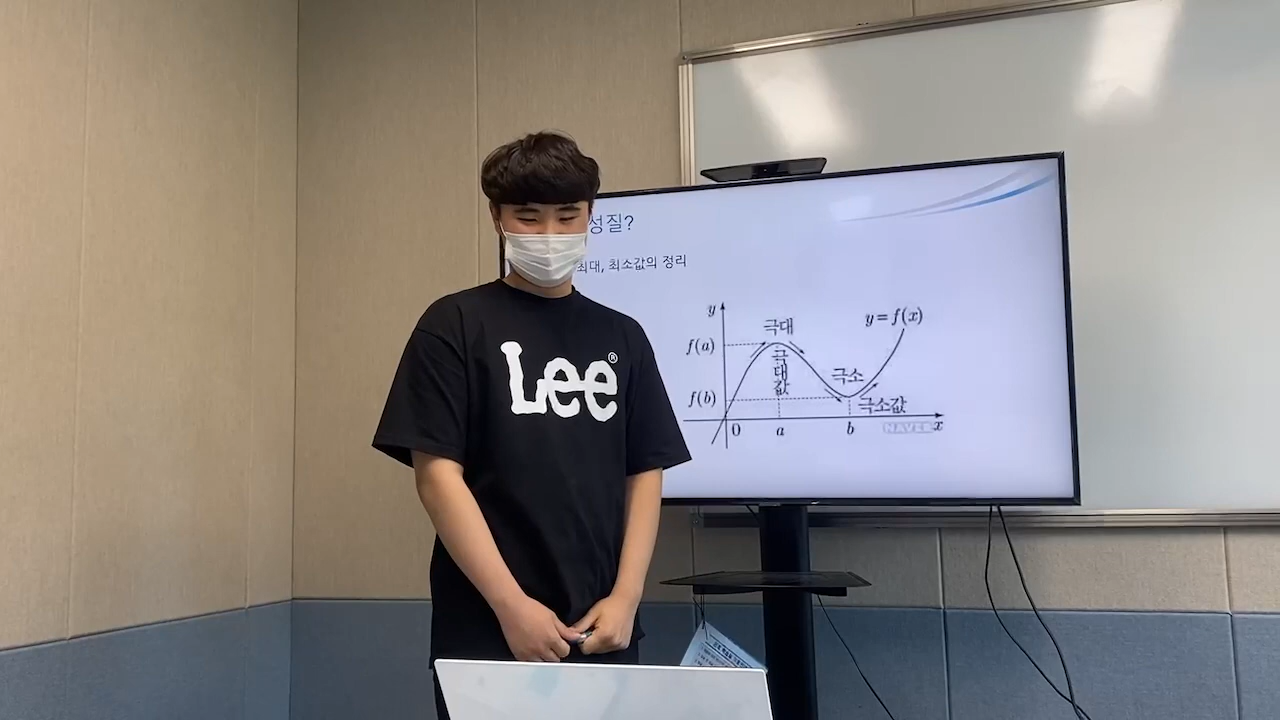 성질?
최대, 최소값의 정리
y
극대
y=f(x)
f(a)
극
대
값
극소
f(b)
극소값
0
a
b
NAVER
x
Lee®